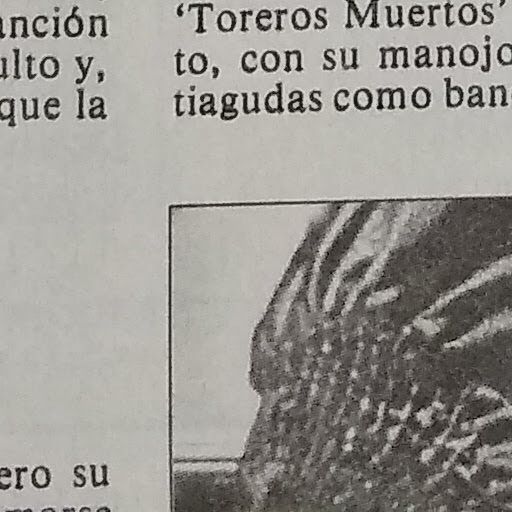 anción
ulto y,
que la
ero su
'Toreros Muertos'
to, con su manojo
tiagudas como ban